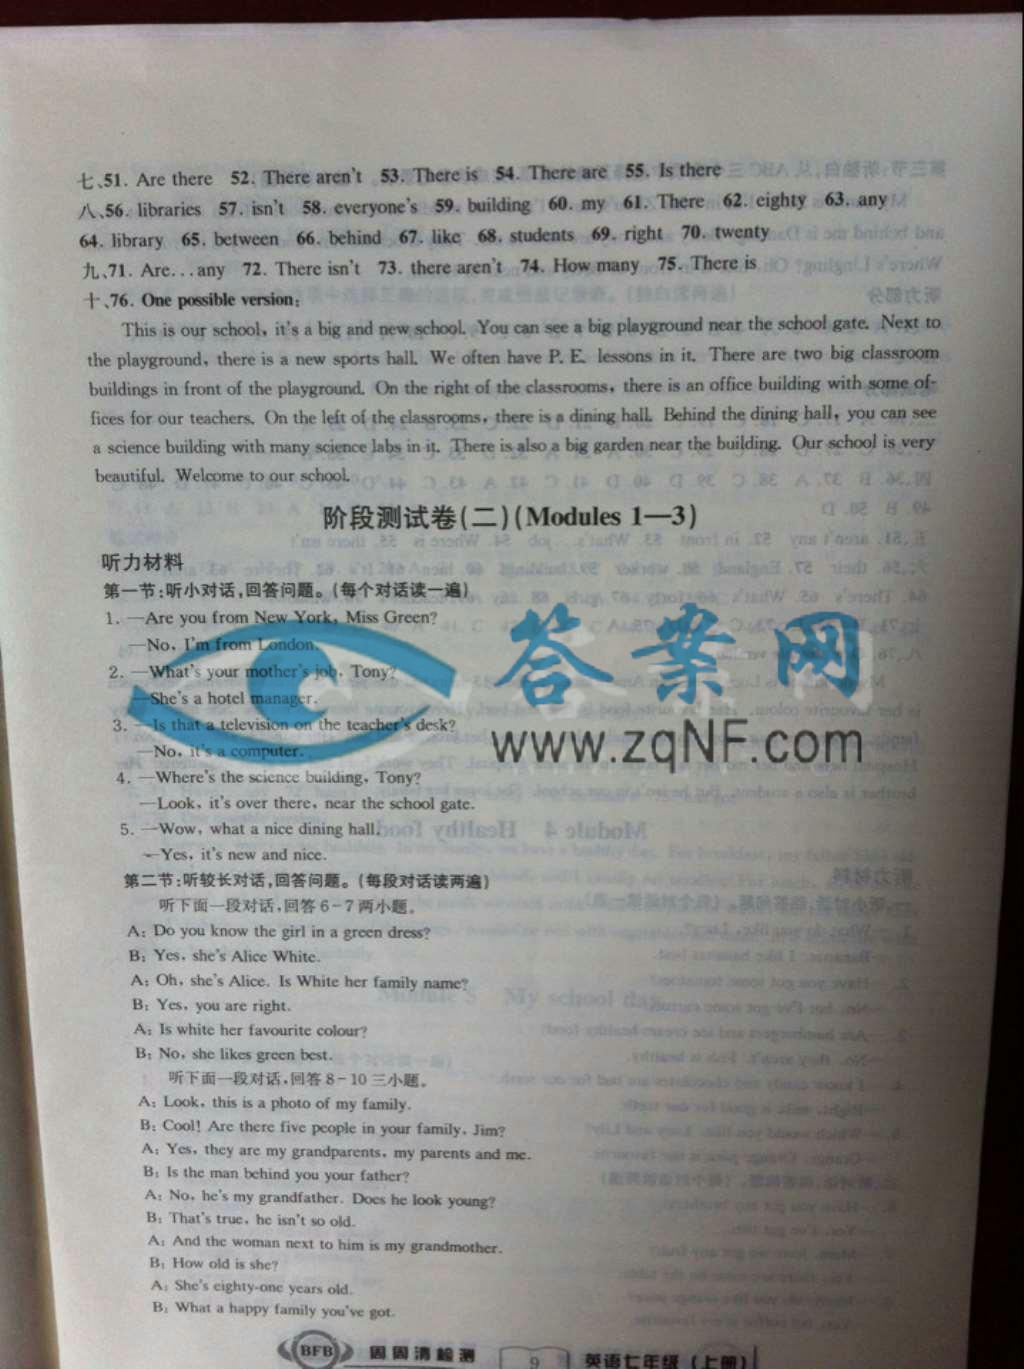 七、51. Are there 52. There aren't 53. There is 54. There are 55. Is there
八、56. libraries 57. isn't 58. everyone's 59. building 60. my 61. There 62. eighty 63. any
64. library 65. between 66. behind 67. like 68. students 69. right 70. twenty
九、71. Are...any 72. There isn't 73. there aren't 74. How many 75. There is
十、76. One possible version:
This is our school, it's a big and new school. You can see a big playground near the school gate. Next to
the playground, there is a new sports hall. We often have P. E. lessons in it. There are two big classroom
buildings in front of the playground. On the right of the classrooms, there is an office building with some of-
fices for our teachers. On the left of the classrooms, there is a dining hall. Behind the dining hall, you can see
a science building with many science labs in it. There is also a big garden near the building. Our school is very
beautiful. Welcome to our school.
阶段测试卷(二)(Modules 1—3)
听力材料
第一节:听小对话,回答问题。(每个对话读一遍)
1. —Are you from New York, Miss Green?
—No, I'm from London.
2. —What's your mother's job, Tony?
—She's a hotel manager.
3. —Is that a television on the teacher's desk?
—No, it's a computer.
4. —Where's the science building, Tony?
—Look, it's over there, near the school gate.
5. —Wow, what a nice dining hall.
—Yes, it's new and nice.
第二节:听较长对话,回答问题。(每段对话读两遍)
听下面一段对话,回答6-7两小题。
A: Do you know the girl in a green dress?
B: Yes, she's Alice White.
A: Oh, she's Alice. Is White her family name?
B: Yes, you are right.
A: Is white her favourite colour?
B: No, she likes green best.
听下面一段对话,回答8-10三小题。
A: Look, this is a photo of my family.
B: Cool! Are there five people in your family, Jim?
A: Yes, they are my grandparents, my parents and me.
B: Is the man behind you your father?
A: No, he's my grandfather. Does he look young?
B: That's true, he isn't so old.
A: And the woman next to him is my grandmother.
B: How old is she?
A: She's eighty-one years old.
B: What a happy family you've got.
答案网
www.zqNF.com
BFB 周周清检测 9 英语七年级(上册)